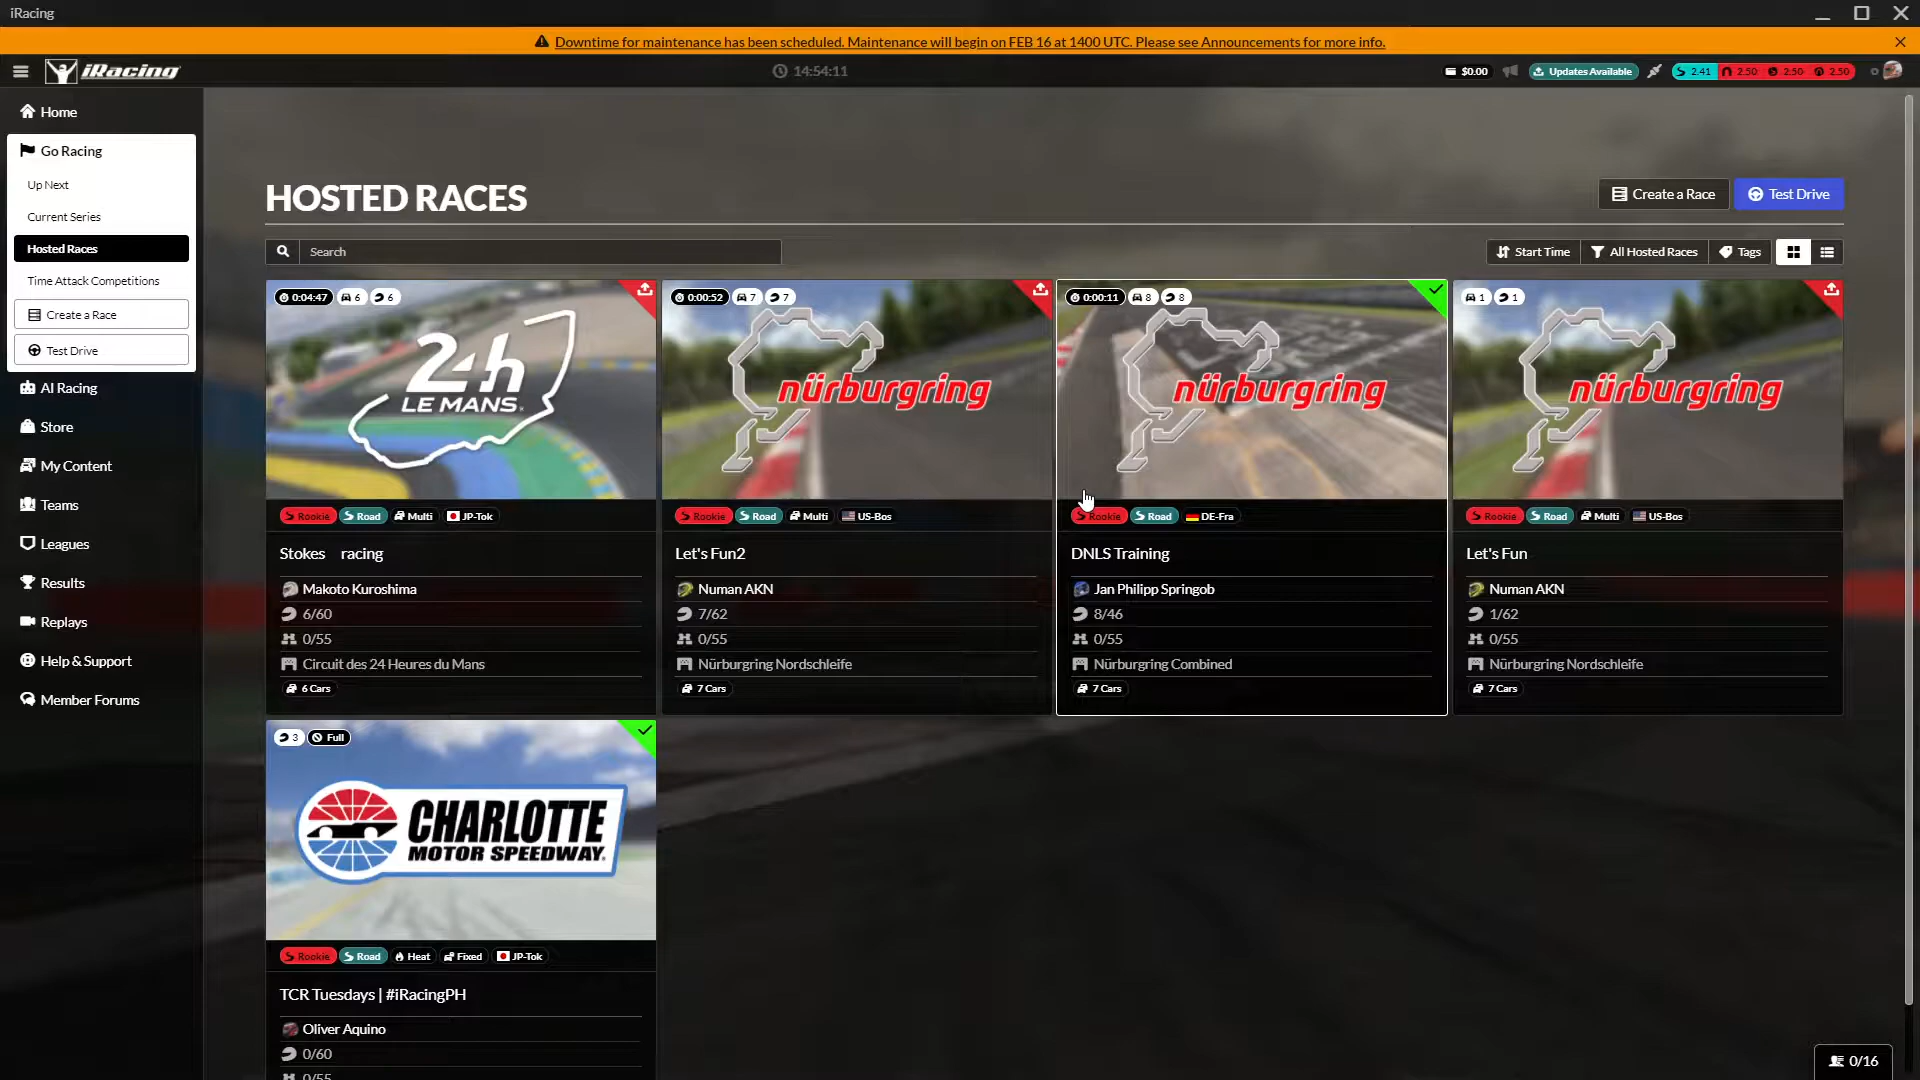 iRacing
Downtime for maintenance has been scheduled. Maintenance will begin on FEB 16 at 1400 UTC. Please see Announcements for more info.
iRacing
14:54:11
$0.00
Updates Available
2.41
2.50
2.50
2.50
Home
Go Racing
Up Next
Current Series
Hosted Races
Time Attack Competitions
Create a Race
Test Drive
AI Racing
Store
My Content
Teams
Leagues
Results
Replays
Help & Support
Member Forums
HOSTED RACES
Create a Race
Test Drive
Search
Start Time
All Hosted Races
Tags
0:04:47
6
6
24h
LE MANS
Rookie
Road
Multi
JP-Tok
Stokes racing
Makoto Kuroshima
6/60
0/55
Circuit des 24 Heures du Mans
6 Cars
0:00:52
7
7
nürburgring
Rookie
Road
Multi
US-Bos
Let's Fun2
Numan AKN
7/62
0/55
Nürburgring Nordschleife
7 Cars
0:00:11
8
8
nürburgring
Rookie
Road
DE-Fra
DNLS Training
Jan Philipp Springob
8/46
0/55
Nürburgring Combined
7 Cars
1
1
nürburgring
Rookie
Road
Multi
US-Bos
Let's Fun
Numan AKN
1/62
0/55
Nürburgring Nordschleife
7 Cars
3
Full
CHARLOTTE
MOTOR SPEEDWAY
Rookie
Road
Heat
Fixed
JP-Tok
TCR Tuesdays | #iRacingPH
Oliver Aquino
0/60
0/55
0/16